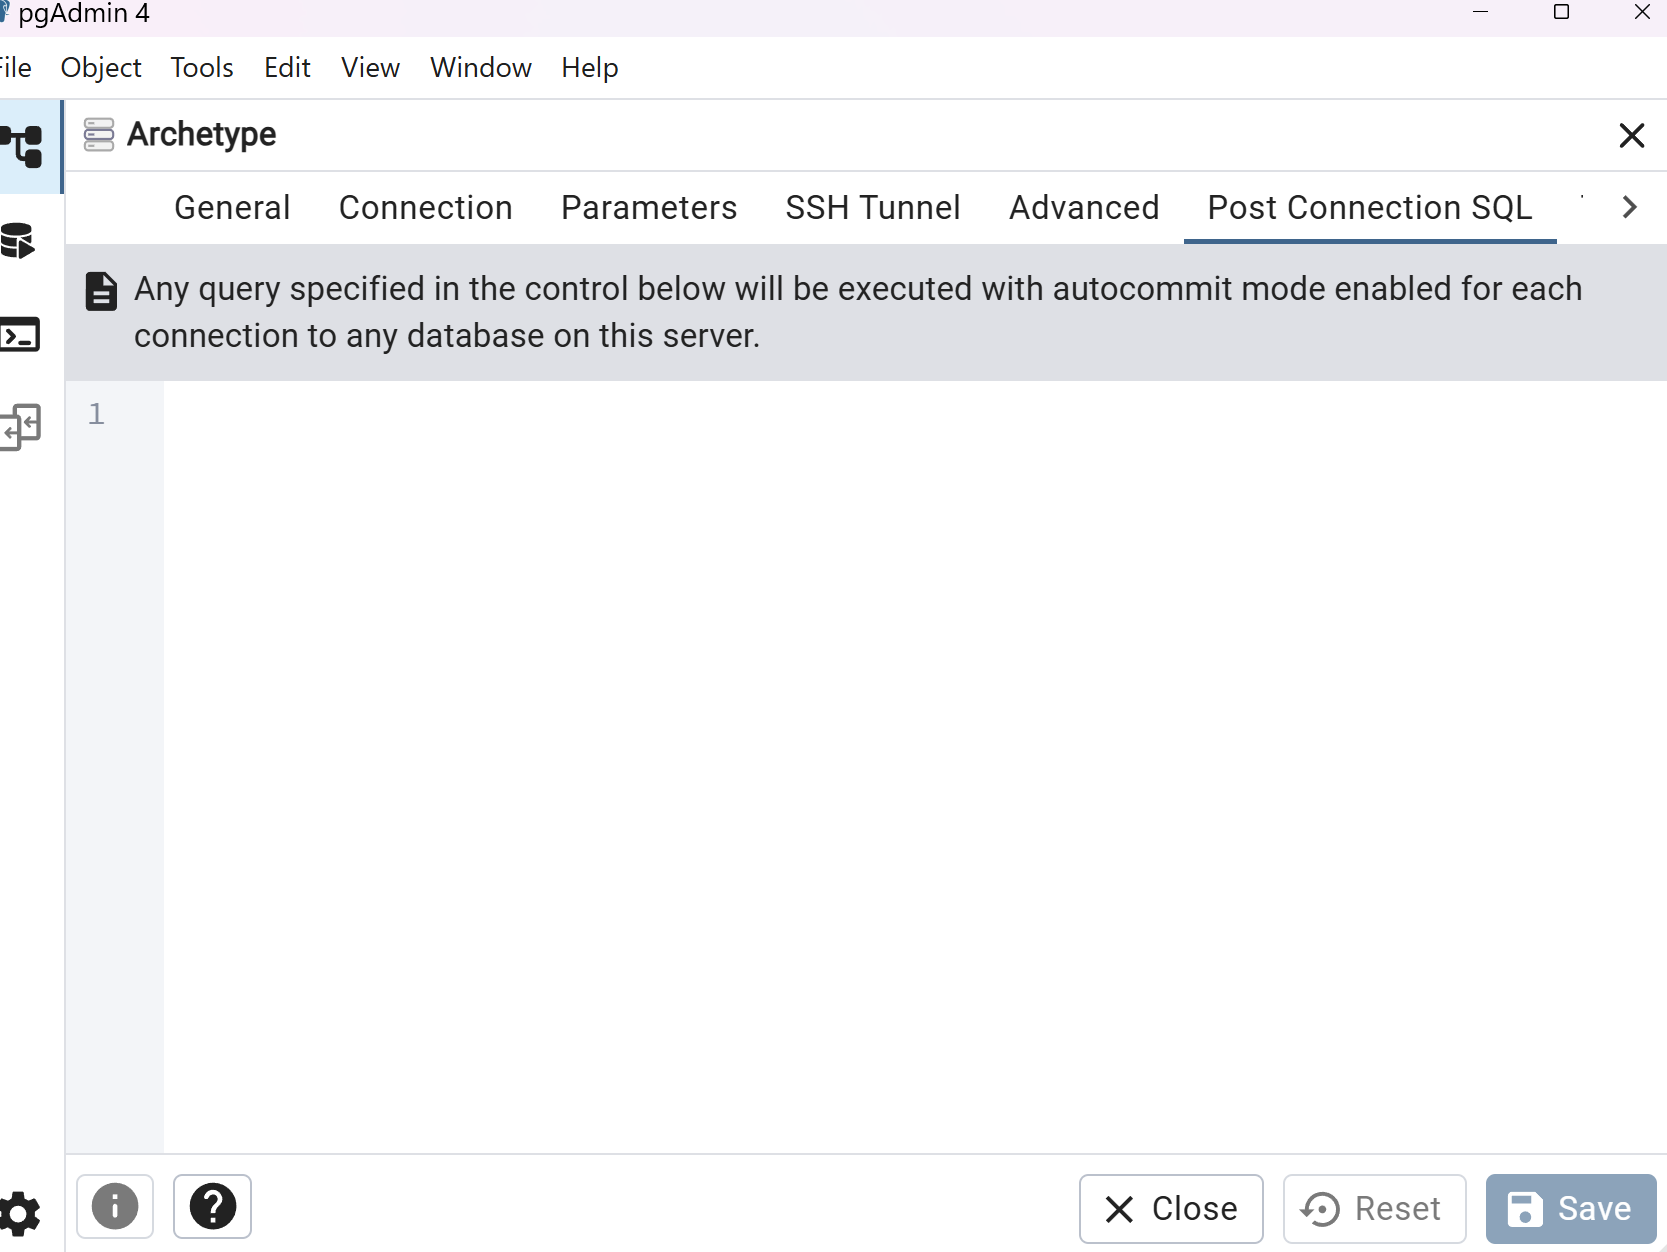 pgAdmin 4
File Object Tools Edit View Window Help
Archetype
General Connection Parameters SSH Tunnel Advanced Post Connection SQL
Any query specified in the control below will be executed with autocommit mode enabled for each
connection to any database on this server.
1
Close Reset Save